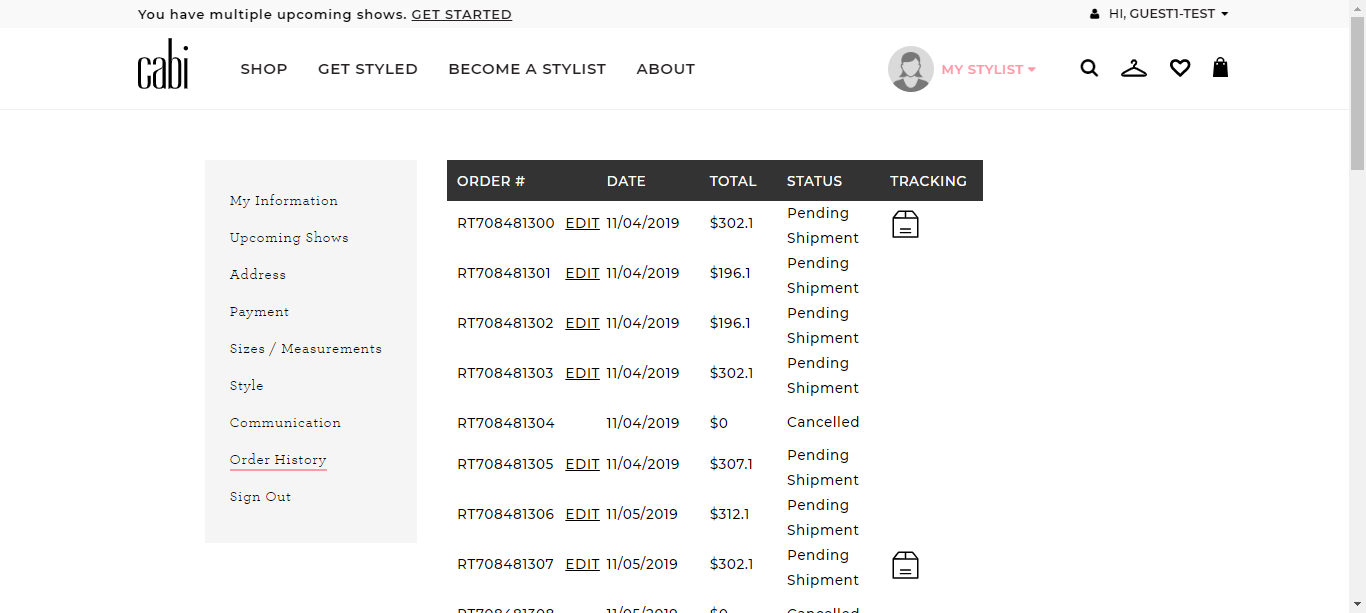 You have multiple upcoming shows. GET STARTED
HI, GUEST1-TEST
cabi
SHOP GET STYLED BECOME A STYLIST ABOUT
MY STYLIST
My Information
Upcoming Shows
Address
Payment
Sizes / Measurements
Style
Communication
Order History
Sign Out
ORDER # DATE TOTAL STATUS TRACKING
RT708481300 EDIT 11/04/2019 $302.1 Pending
Shipment
RT708481301 EDIT 11/04/2019 $196.1 Pending
Shipment
RT708481302 EDIT 11/04/2019 $196.1 Pending
Shipment
RT708481303 EDIT 11/04/2019 $302.1 Pending
Shipment
RT708481304 11/04/2019 $0 Cancelled
RT708481305 EDIT 11/04/2019 $307.1 Pending
Shipment
RT708481306 EDIT 11/05/2019 $312.1 Pending
Shipment
RT708481307 EDIT 11/05/2019 $302.1 Pending
Shipment
RT708481308 11/05/2019 $0 Cancelled